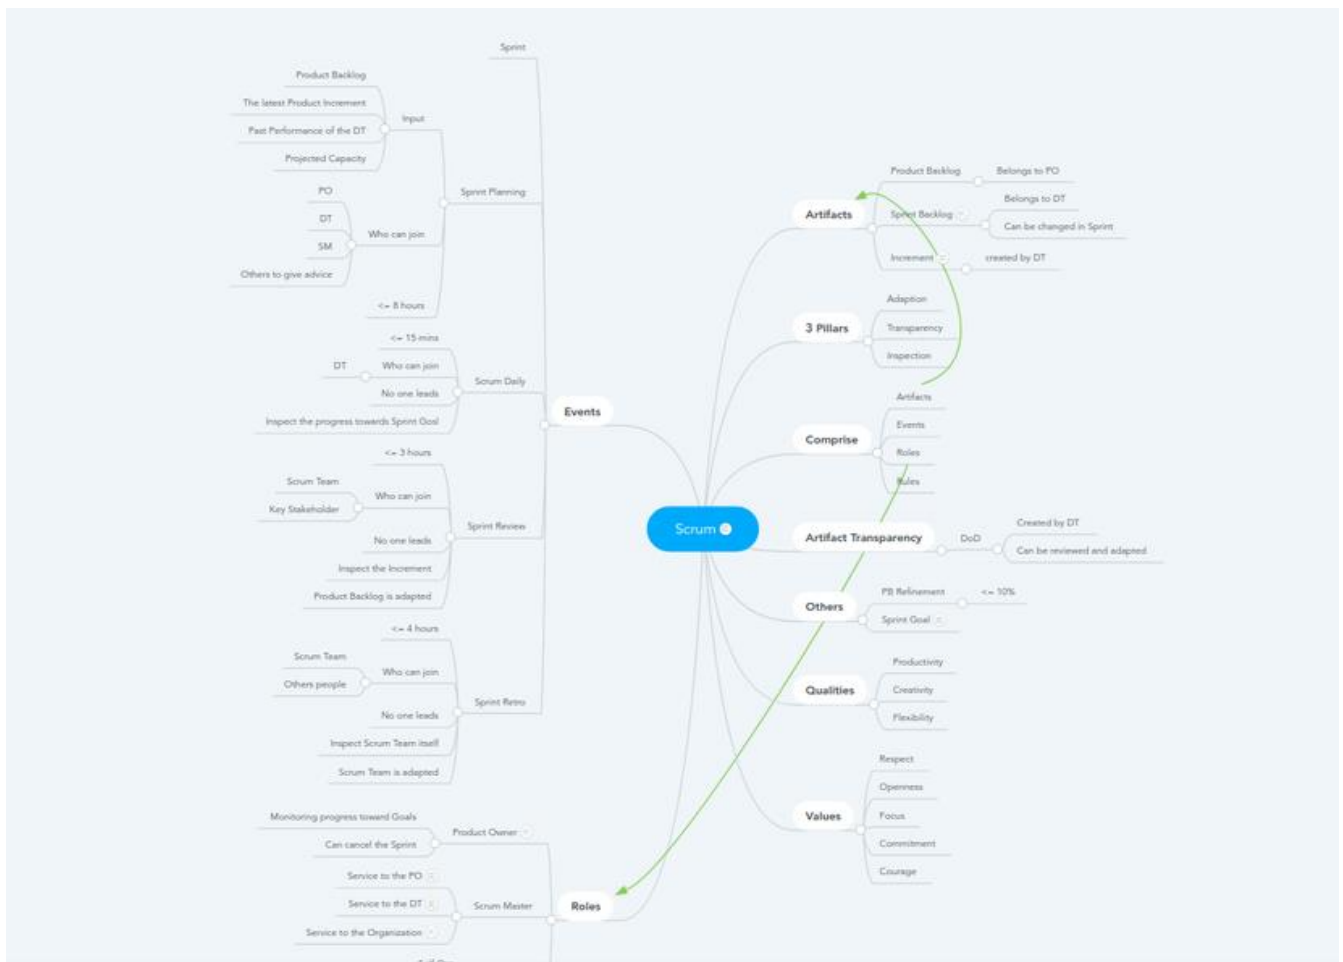 Scrum
Events
Sprint
Sprint Planning
Input
Product Backlog
The latest Product Increment
Past Performance of the DT
Projected Capacity
Who can join
PO
DT
SM
Others to give advice
<= 8 hours
Scrum Daily
<= 15 mins
Who can join
DT
No one leads
Inspect the progress towards Sprint Goal
Sprint Review
<= 3 hours
Who can join
Scrum Team
Key Stakeholder
No one leads
Inspect the Increment
Product Backlog is adapted
Sprint Retro
<= 4 hours
Who can join
Scrum Team
Others people
No one leads
Inspect Scrum Team itself
Scrum Team is adapted
Roles
Product Owner
Monitoring progress toward Goals
Can cancel the Sprint
Scrum Master
Service to the PO
Service to the DT
Service to the Organization
Artifacts
Product Backlog
Belongs to PO
Sprint Backlog
Belongs to DT
Can be changed in Sprint
Increment
created by DT
3 Pillars
Adaption
Transparency
Inspection
Comprise
Artifacts
Events
Roles
Rules
Artifact Transparency
DoD
Created by DT
Can be reviewed and adapted
Others
PB Refinement
<= 10%
Sprint Goal
Qualities
Productivity
Creativity
Flexibility
Values
Respect
Openness
Focus
Commitment
Courage